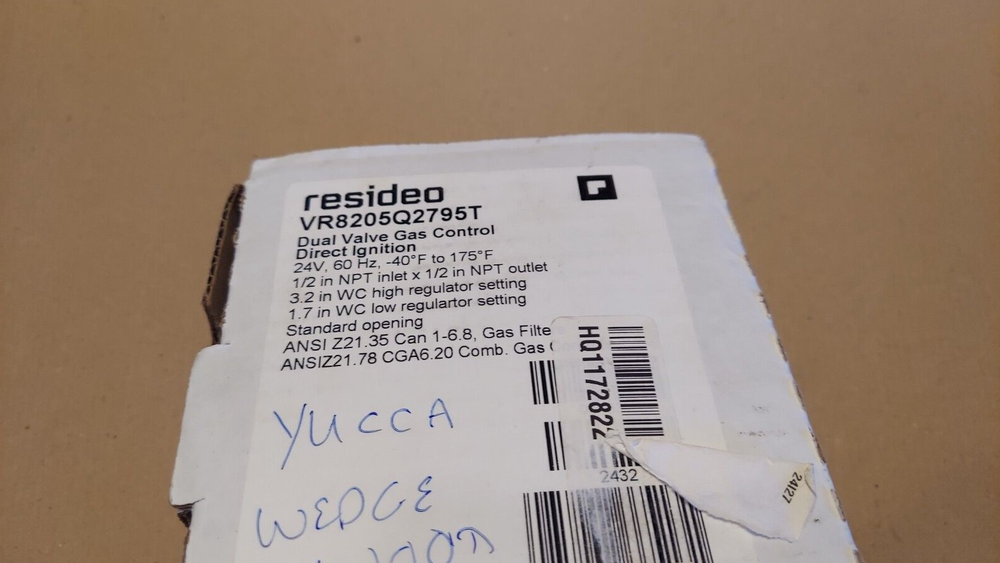 resideo
VR8205Q2795T
Dual Valve Gas Control
Direct Ignition
24V, 60 Hz, -40°F to 175°F
1/2 in NPT inlet x 1/2 in NPT outlet
3.2 in WC high regulator setting
1.7 in WC low regulartor setting
Standard opening
ANSI Z21.35 Can 1-6.8, Gas Filte
ANSIZ21.78 CGA6.20 Comb. Gas
HQ1172822
2432
24127
YUCCA
WEDGE